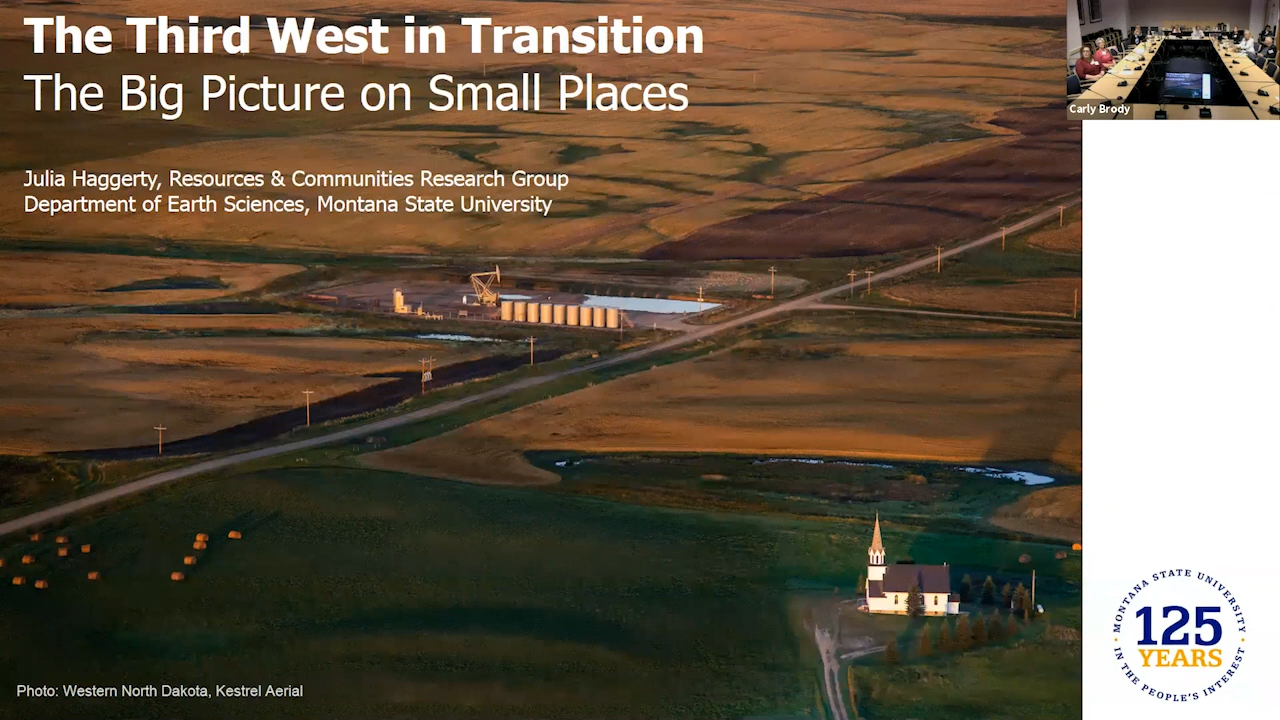 The Third West in Transition
The Big Picture on Small Places
Julia Haggerty, Resources & Communities Research Group
Department of Earth Sciences, Montana State University
Carly Brody
MONTANA STATE UNIVERSITY
125
YEARS
IN THE PEOPLE'S INTEREST
Photo: Western North Dakota, Kestrel Aerial